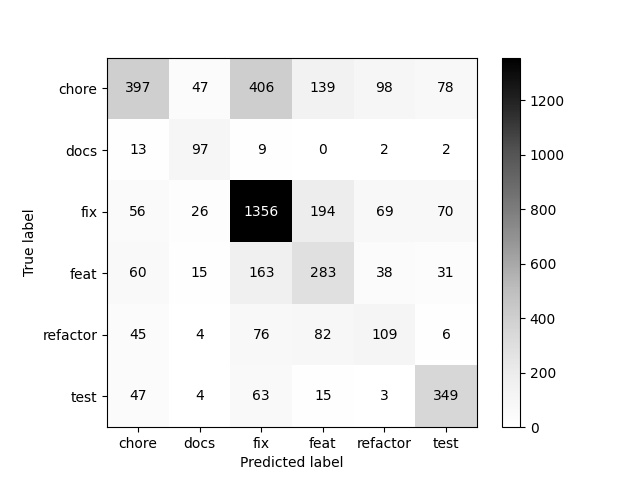 chore 397 47 406 139 98 78
docs 13 97 9 0 2 2
fix 56 26 1356 194 69 70
feat 60 15 163 283 38 31
refactor 45 4 76 82 109 6
test 47 4 63 15 3 349
chore docs fix feat refactor test
Predicted label
True label
1200
1000
800
600
400
200
0